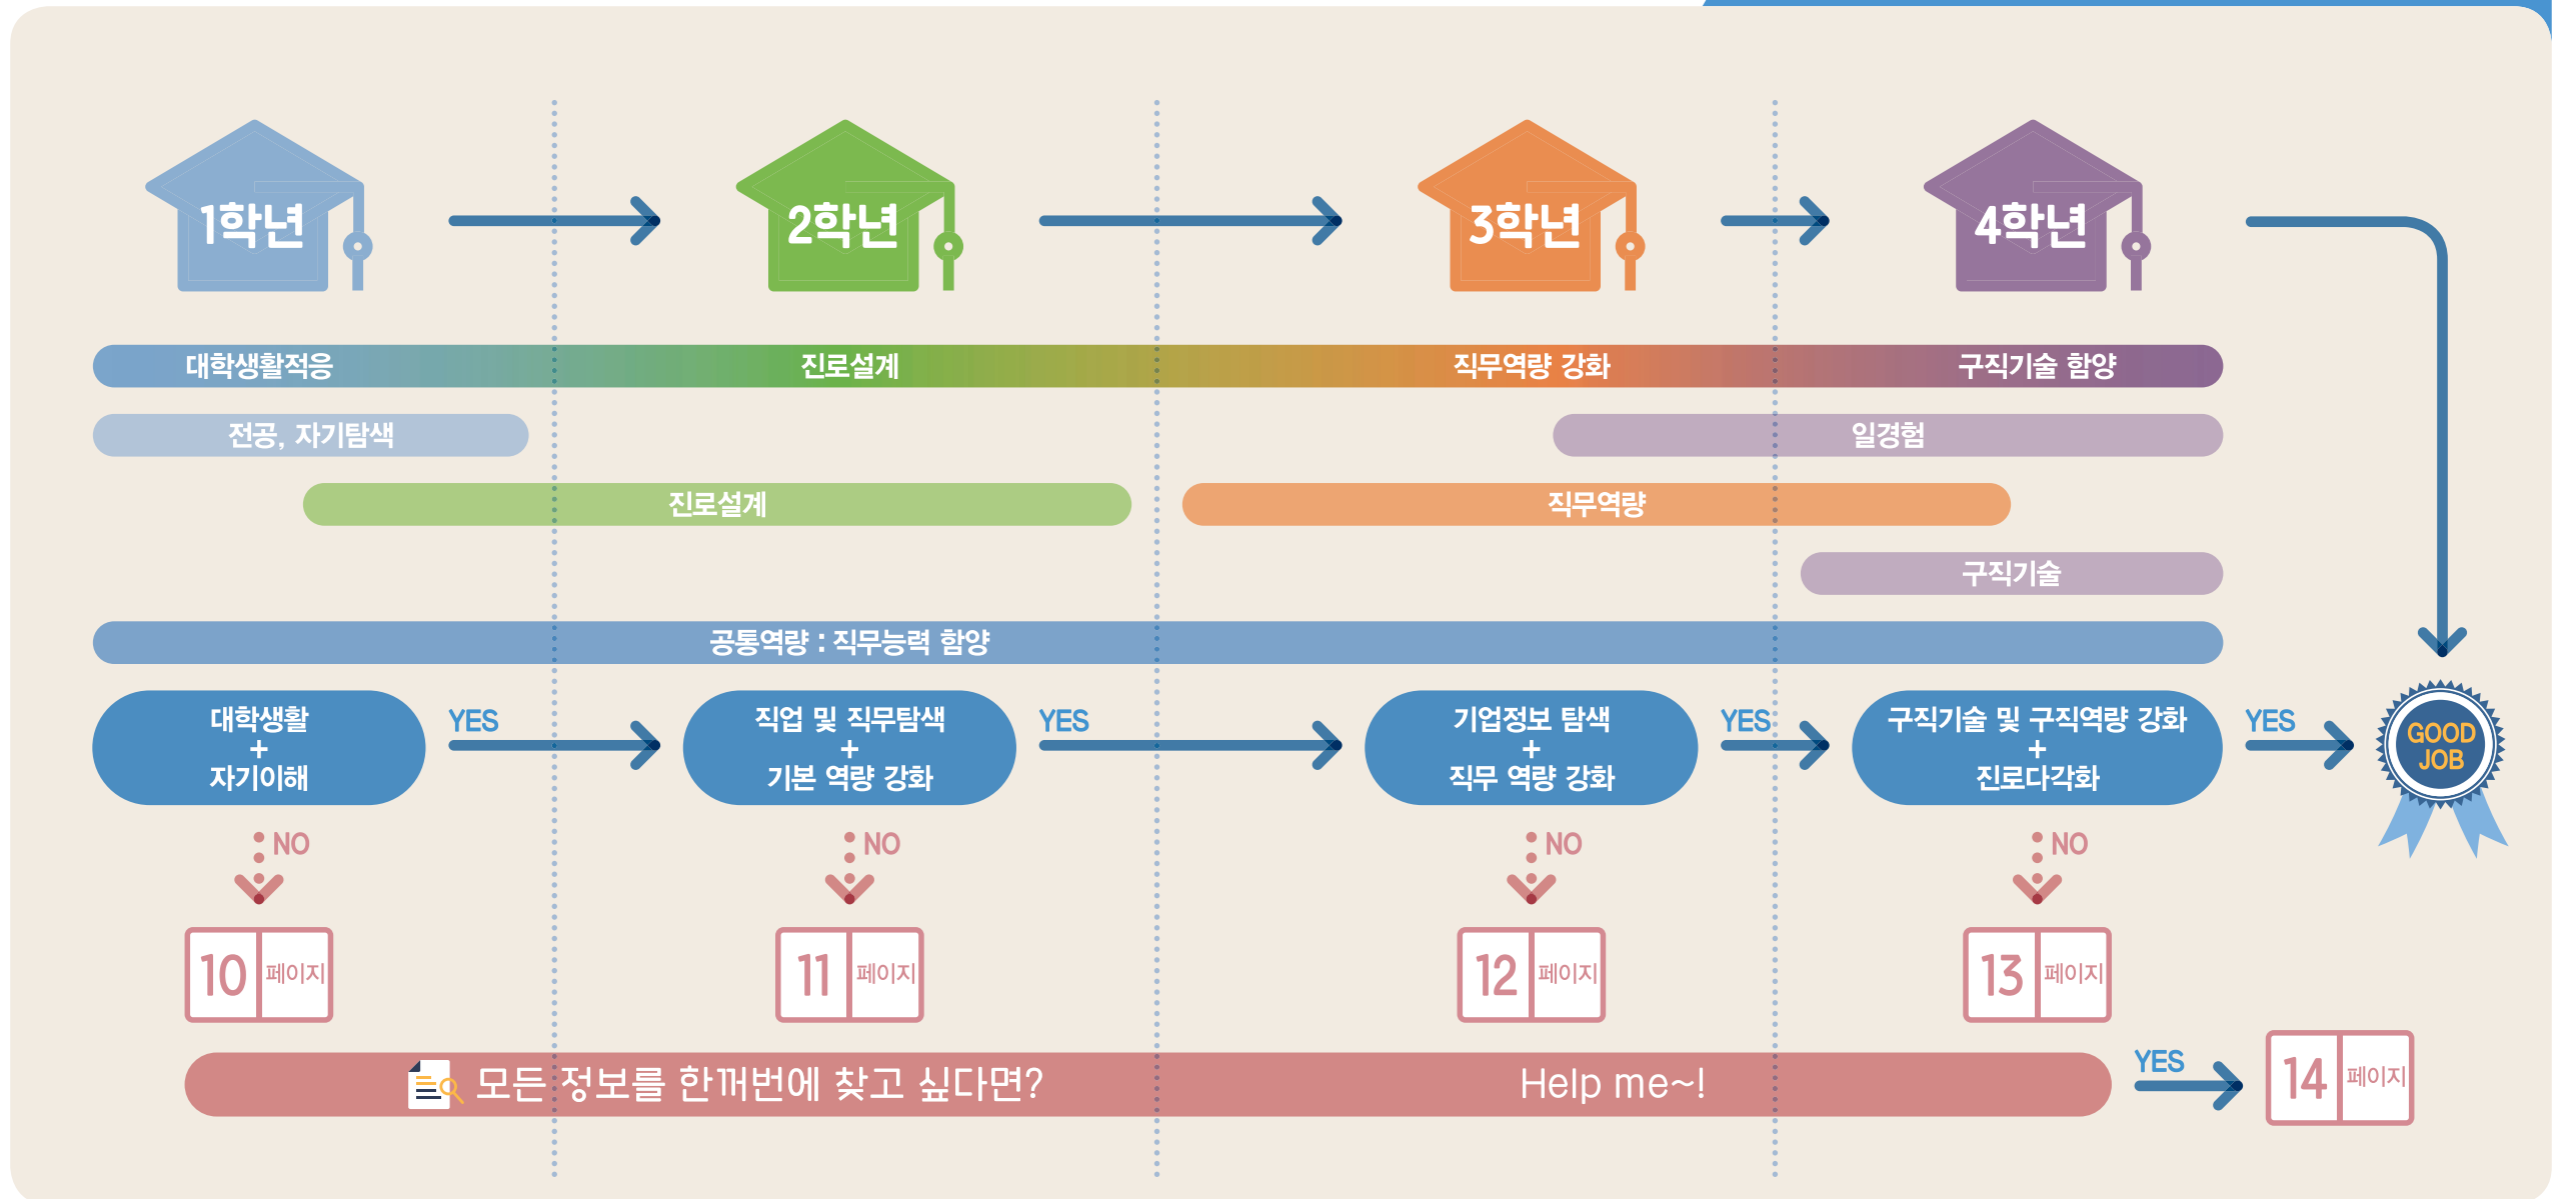 1학년
2학년
3학년
4학년
대학생활적응
진로설계
직무역량 강화
구직기술 함양
전공, 자기탐색
일경험
진로설계
직무역량
구직기술
공통역량 : 직무능력 함양
대학생활
+
자기이해
YES
직업 및 직무탐색
+
기본 역량 강화
YES
기업정보 탐색
+
직무 역량 강화
YES
구직기술 및 구직역량 강화
+
진로다각화
YES
GOOD
JOB
NO
NO
NO
NO
10 페이지
11 페이지
12 페이지
13 페이지
모든 정보를 한꺼번에 찾고 싶다면? Help me~!
YES
14 페이지